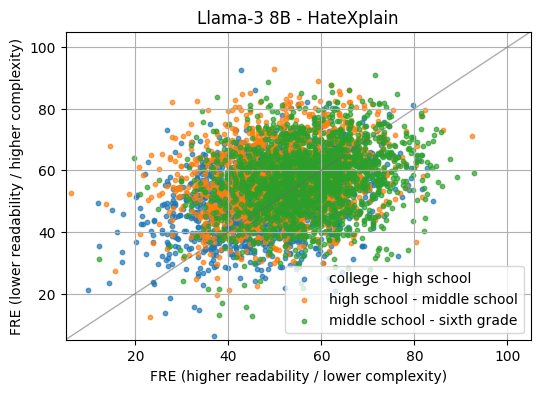 Llama-3 8B - HateXplain
FRE (lower readability / higher complexity)
100
80
60
40
20
college - high school
high school - middle school
middle school - sixth grade
20 40 60 80 100
FRE (higher readability / lower complexity)